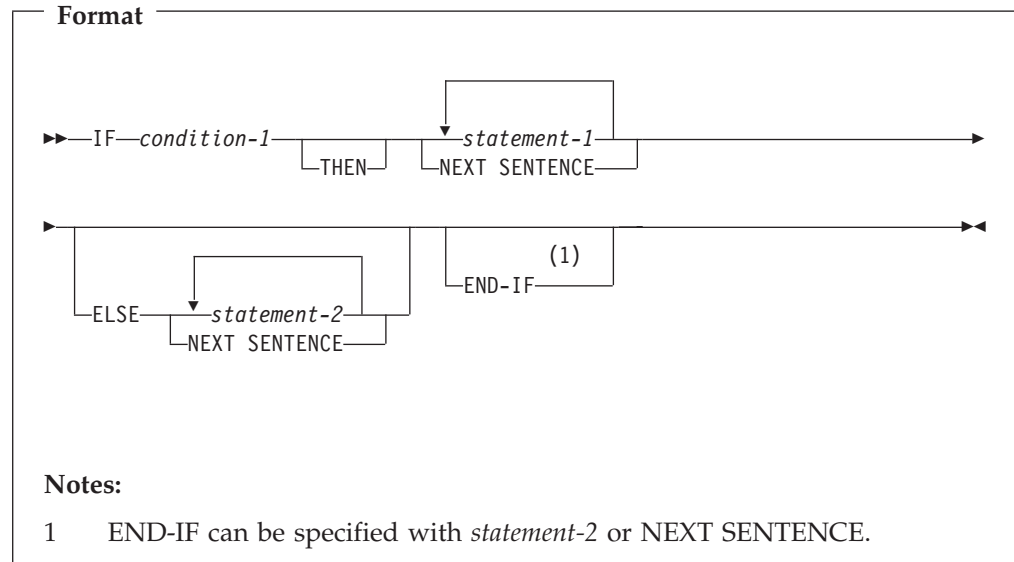 Format
IF condition-1 THEN statement-1
NEXT SENTENCE
ELSE statement-2
NEXT SENTENCE
(1)
END-IF
Notes:
1 END-IF can be specified with statement-2 or NEXT SENTENCE.